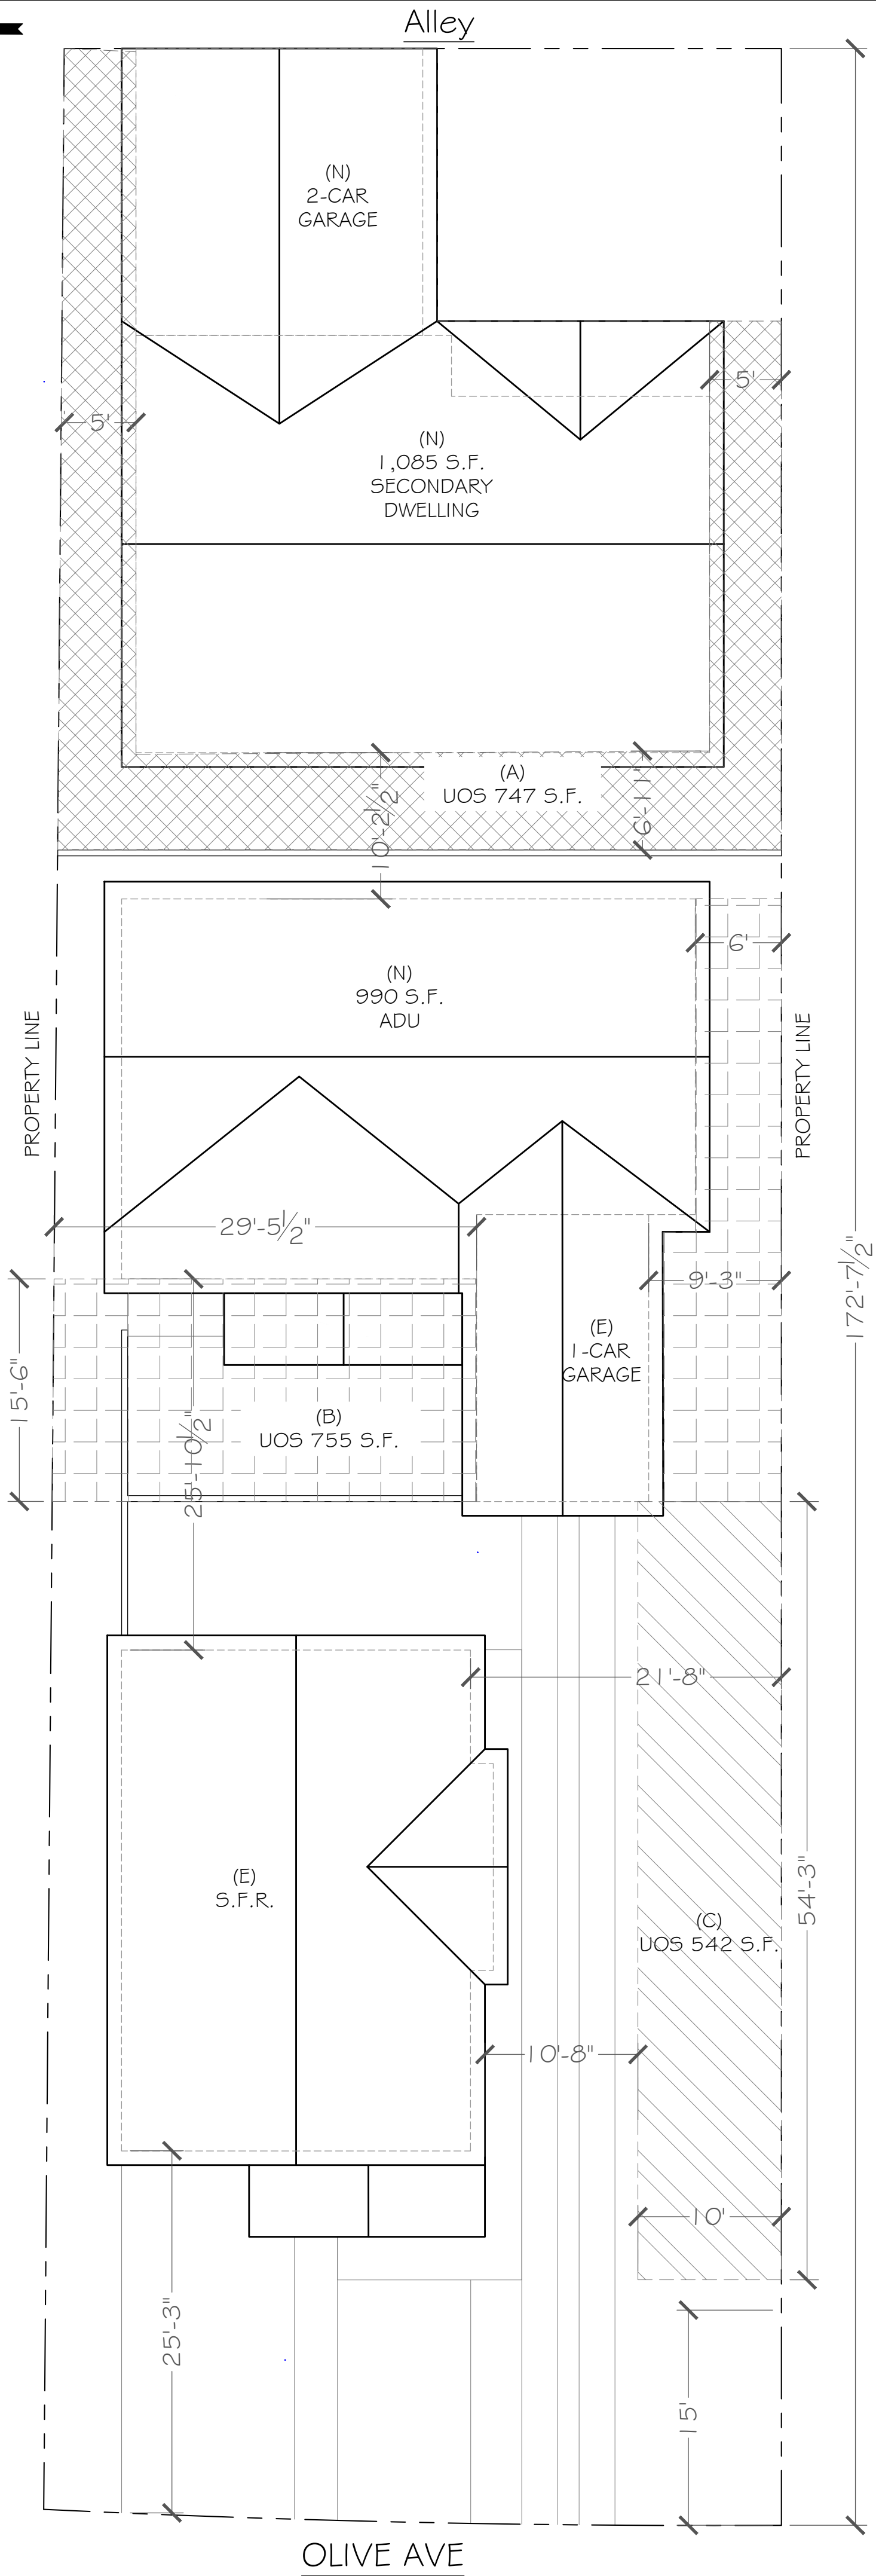 Alley
(N)
2-CAR
GARAGE
5'
5'
(N)
1,085 S.F.
SECONDARY
DWELLING
(A)
UOS 747 S.F.
10'-2½"
6'-11"
6'
(N)
990 S.F.
ADU
PROPERTY LINE
PROPERTY LINE
29'-5½"
172'-7½"
9'-3"
(E)
1-CAR
GARAGE
15'-6"
(B)
UOS 755 S.F.
25'-10½"
21'-8"
(E)
S.F.R.
54'-3"
(C)
UOS 542 S.F.
10'-8"
10'
25'-3"
15'
OLIVE AVE